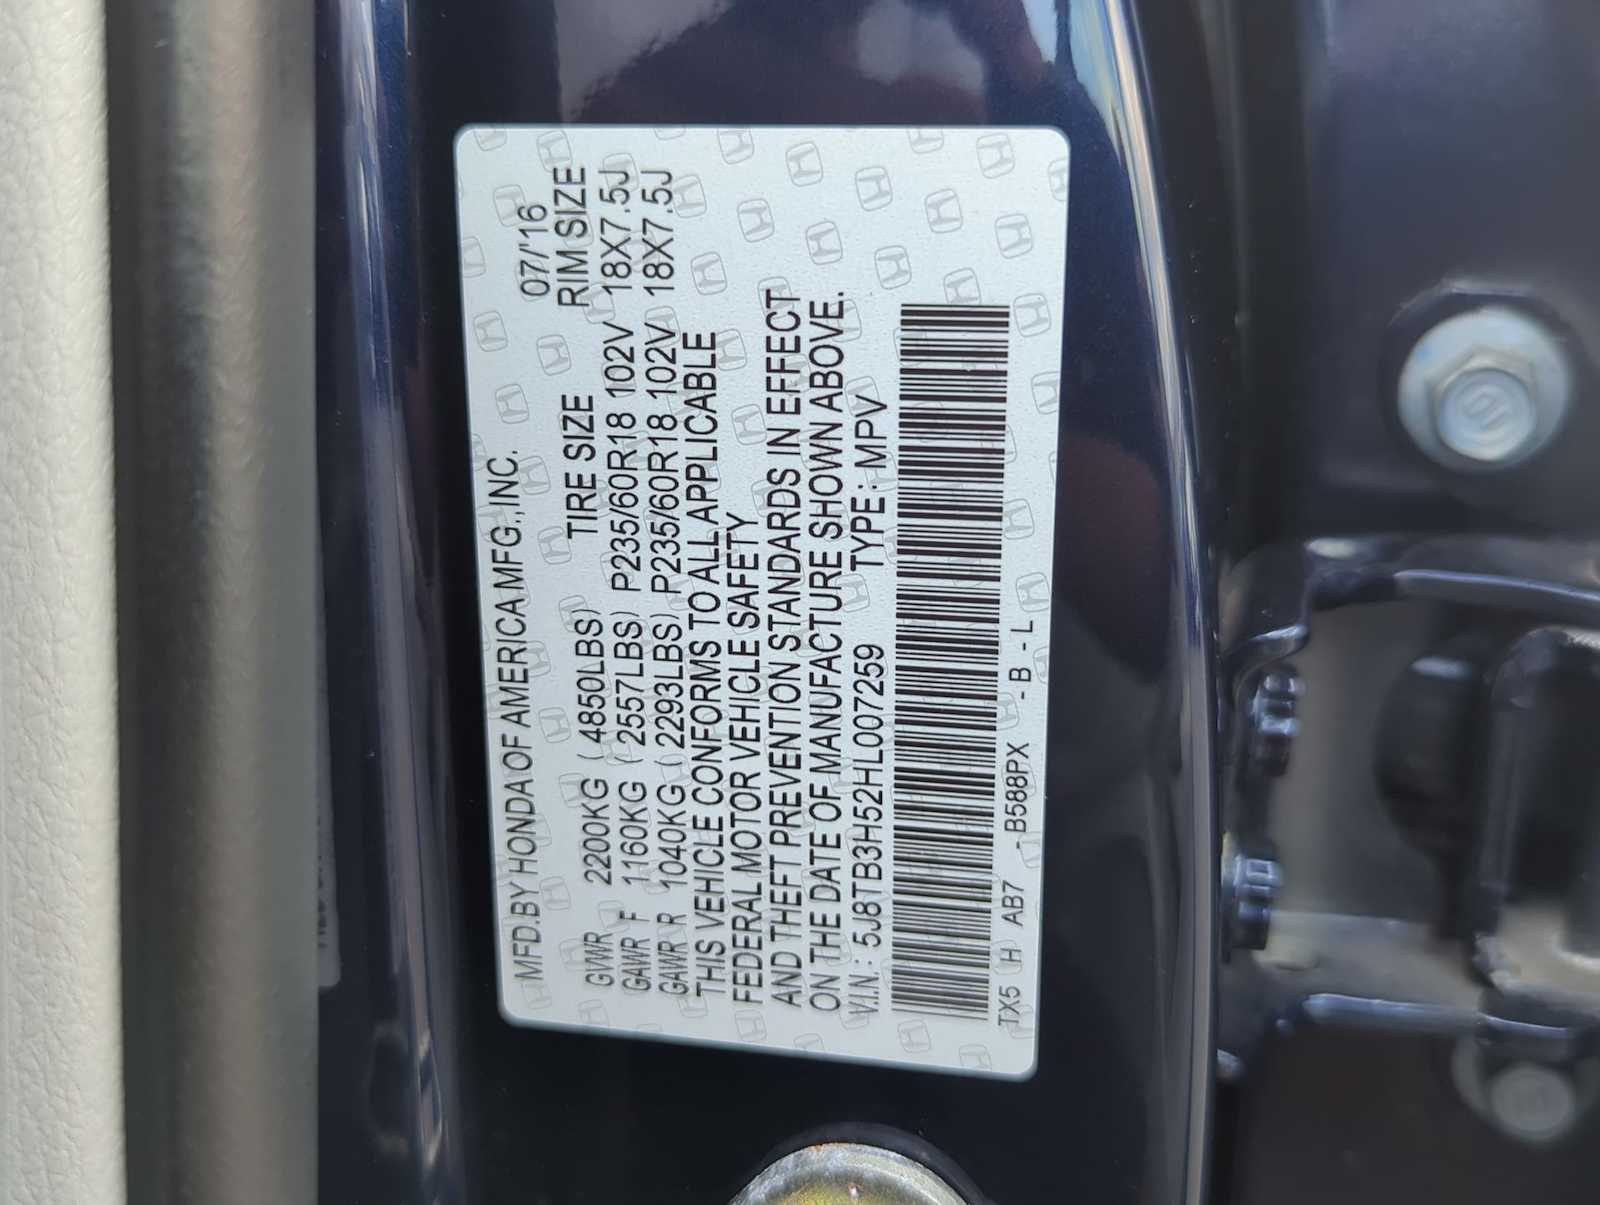 MFD. BY HONDA OF AMERICA MFG., INC. 07/'16
TIRE SIZE RIM SIZE
GVWR 2200KG ( 4850LBS)
GAWR F 1160KG ( 2557LBS) P235/60R18 102V 18X7.5J
GAWR R 1040KG ( 2293LBS) P235/60R18 102V 18X7.5J
THIS VEHICLE CONFORMS TO ALL APPLICABLE
FEDERAL MOTOR VEHICLE SAFETY
AND THEFT PREVENTION STANDARDS IN EFFECT
ON THE DATE OF MANUFACTURE SHOWN ABOVE.
V.I.N.: 5J8TB3H52HL007259 TYPE : MPV
TX5 H AB7 - B588PX - B - L
10